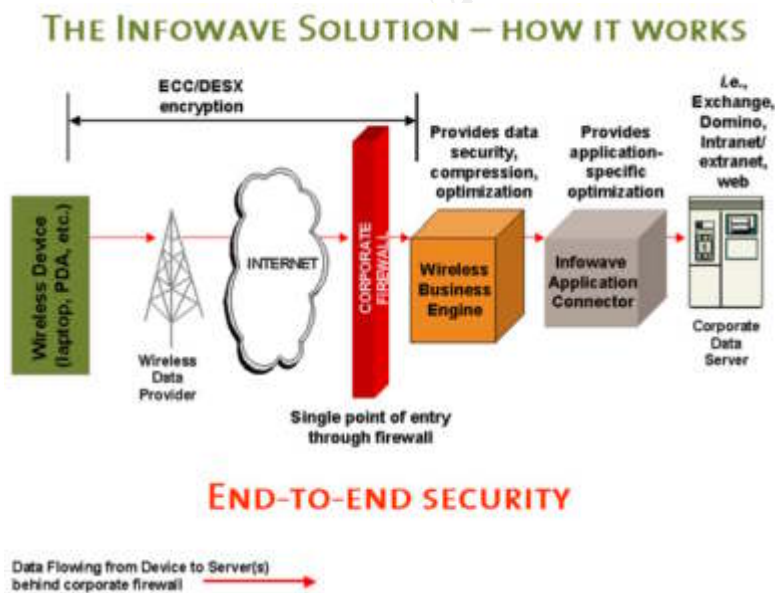 THE INFOWAVE SOLUTION – HOW IT WORKS
ECC/DESX
encryption
i.e.,
Exchange,
Domino,
Intranet/
extranet,
web
Provides data
security,
compression,
optimization
Provides
application-
specific
optimization
Wireless Device
(laptop, PDA, etc.)
INTERNET
CORPORATE
FIREWALL
Wireless
Business
Engine
Infowave
Application
Connector
Wireless
Data
Provider
Corporate
Data
Server
Single point of entry
through firewall
END-TO-END SECURITY
Data Flowing from Device to Server(s)
behind corporate firewall